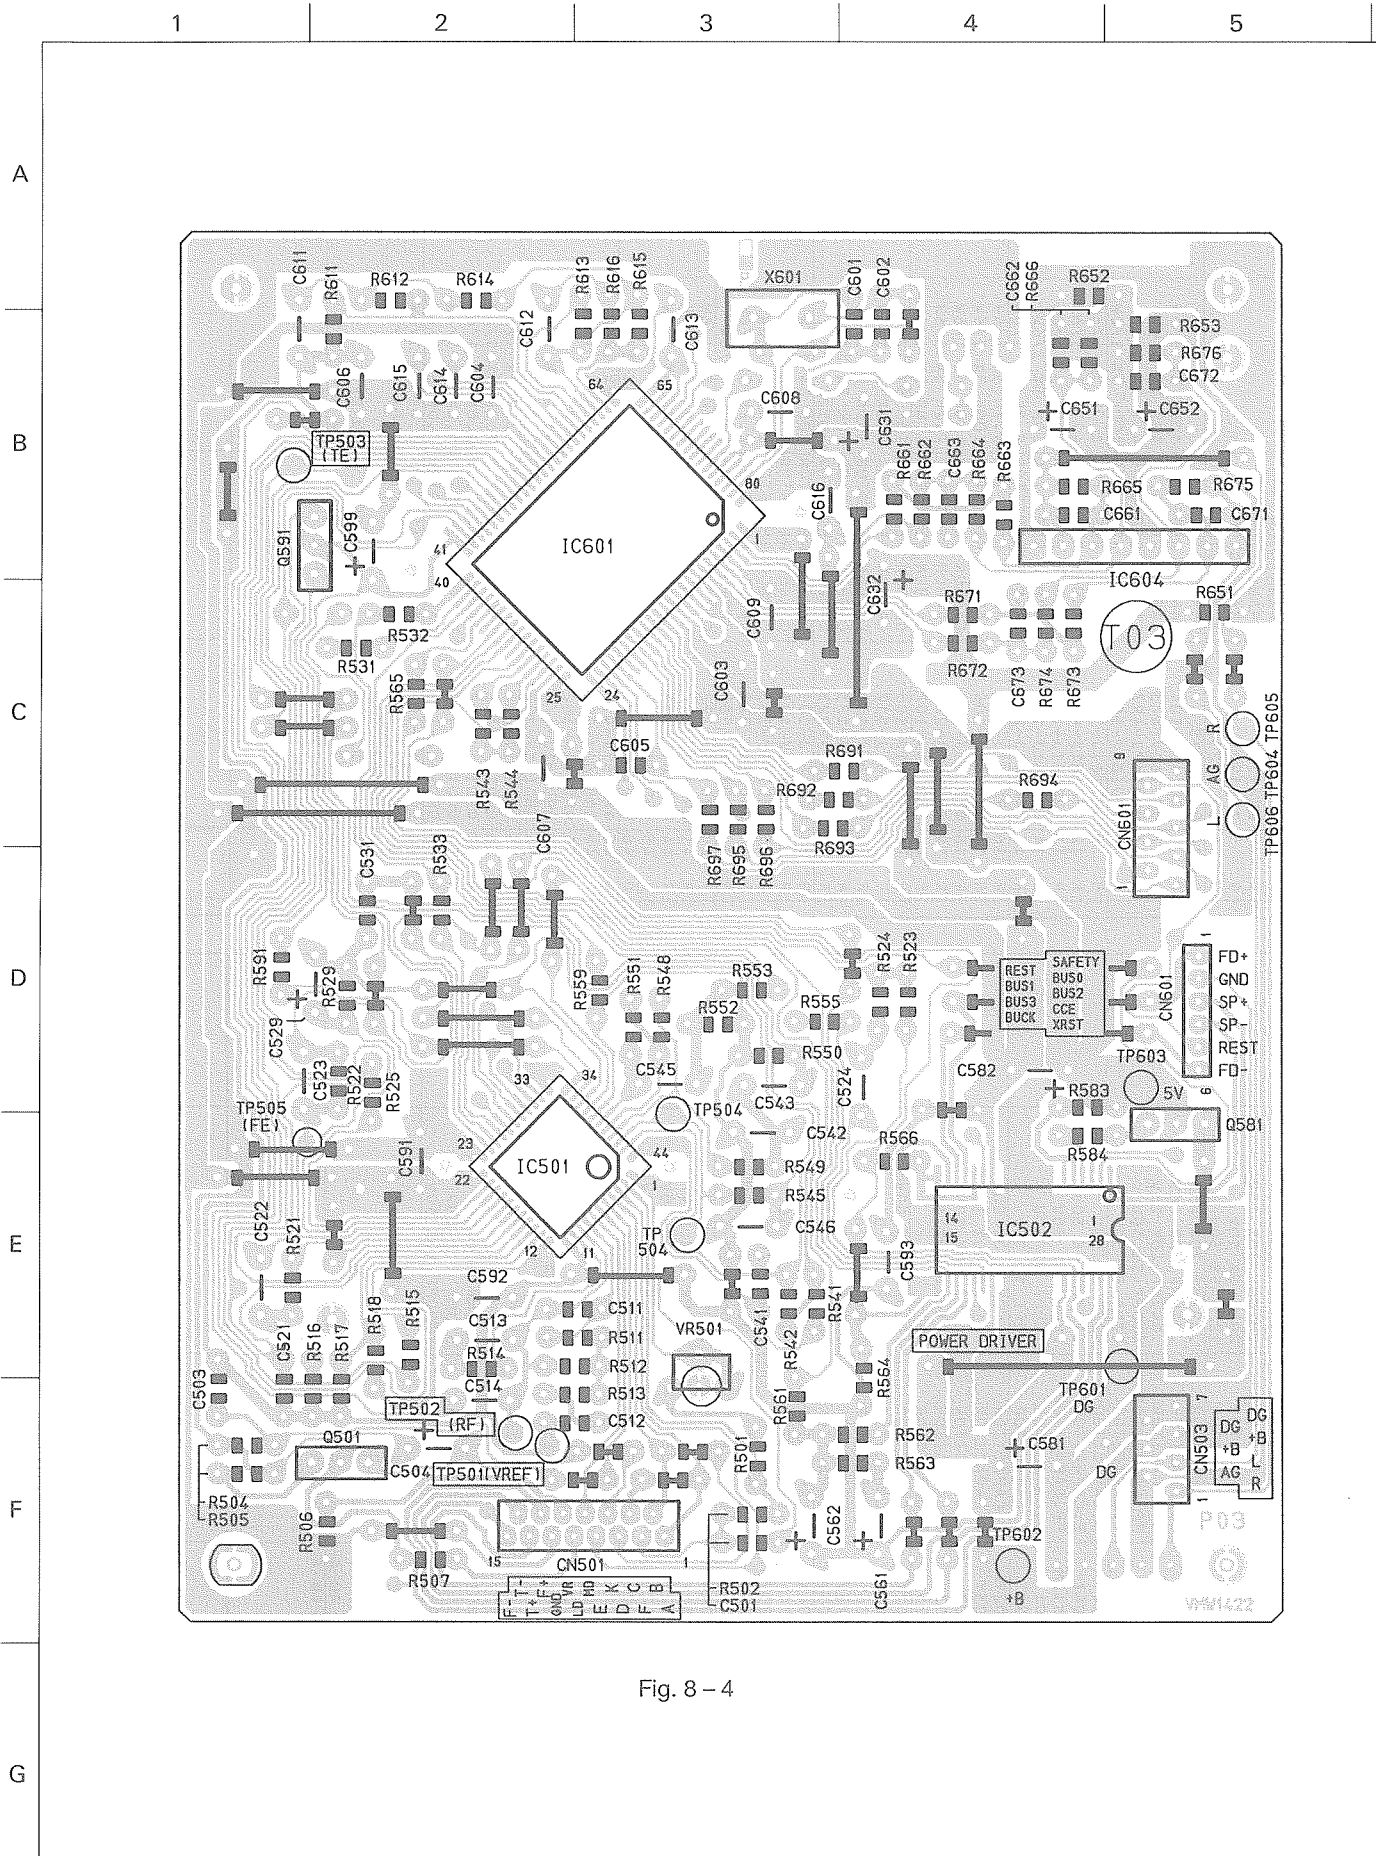 1 2 3 4 5
A
B
C
D
E
F
G
C611
R611
R612
R614
R613
R616
R615
X601
C601
C602
C662
R666
R652
C612
C613
R653
R676
C672
C606
C615
C614
C604
64
65
C608
C631
C651
C652
TP503
(TE)
80
R661
R662
C663
R664
R663
R665
R675
C616
C661
C671
Q591
C599
41
40
IC601
1
IC604
C632
R671
R651
R532
C609
T03
R531
R672
R565
25
24
C603
C673
R674
R673
R
TP605
C605
R691
9
AG
TP604
R543
R544
R692
R694
L
TP606
C607
R693
CN601
C531
R533
R697
R695
R696
1
R591
R529
R559
R551
R548
R553
R524
R523
REST
BUS1
BUS3
BUCK
SAFETY
BUS0
BUS2
CCE
XRST
1
CN601
FD+
GND
SP+
SP-
REST
FD-
6
C529
R552
R555
R550
TP603
5V
C523
R522
R525
33
34
C545
C543
C524
C582
R583
TP505
(FE)
TP504
C542
Q581
23
22
IC501
44
1
C591
R549
R566
R584
R545
C522
R521
TP
504
C546
14
15
IC502
1
28
12
11
C593
C592
R518
R515
C511
C541
R541
C513
R511
VR501
R542
POWER DRIVER
C521
R516
R517
R514
R512
R564
C503
C514
R513
R561
TP601
DG
TP502
(RF)
C512
7
Q501
C504
TP501(VREF)
R501
R562
R563
C581
DG
CN503
DG
+B
AG
DG
+B
L
R
1
R504
R505
R506
C562
TP602
P03
15
CN501
1
R507
R502
C501
C561
+B
F- T- F+ VR MD K C B
T+ GND LD E D F A
VHW1422
Fig. 8 – 4